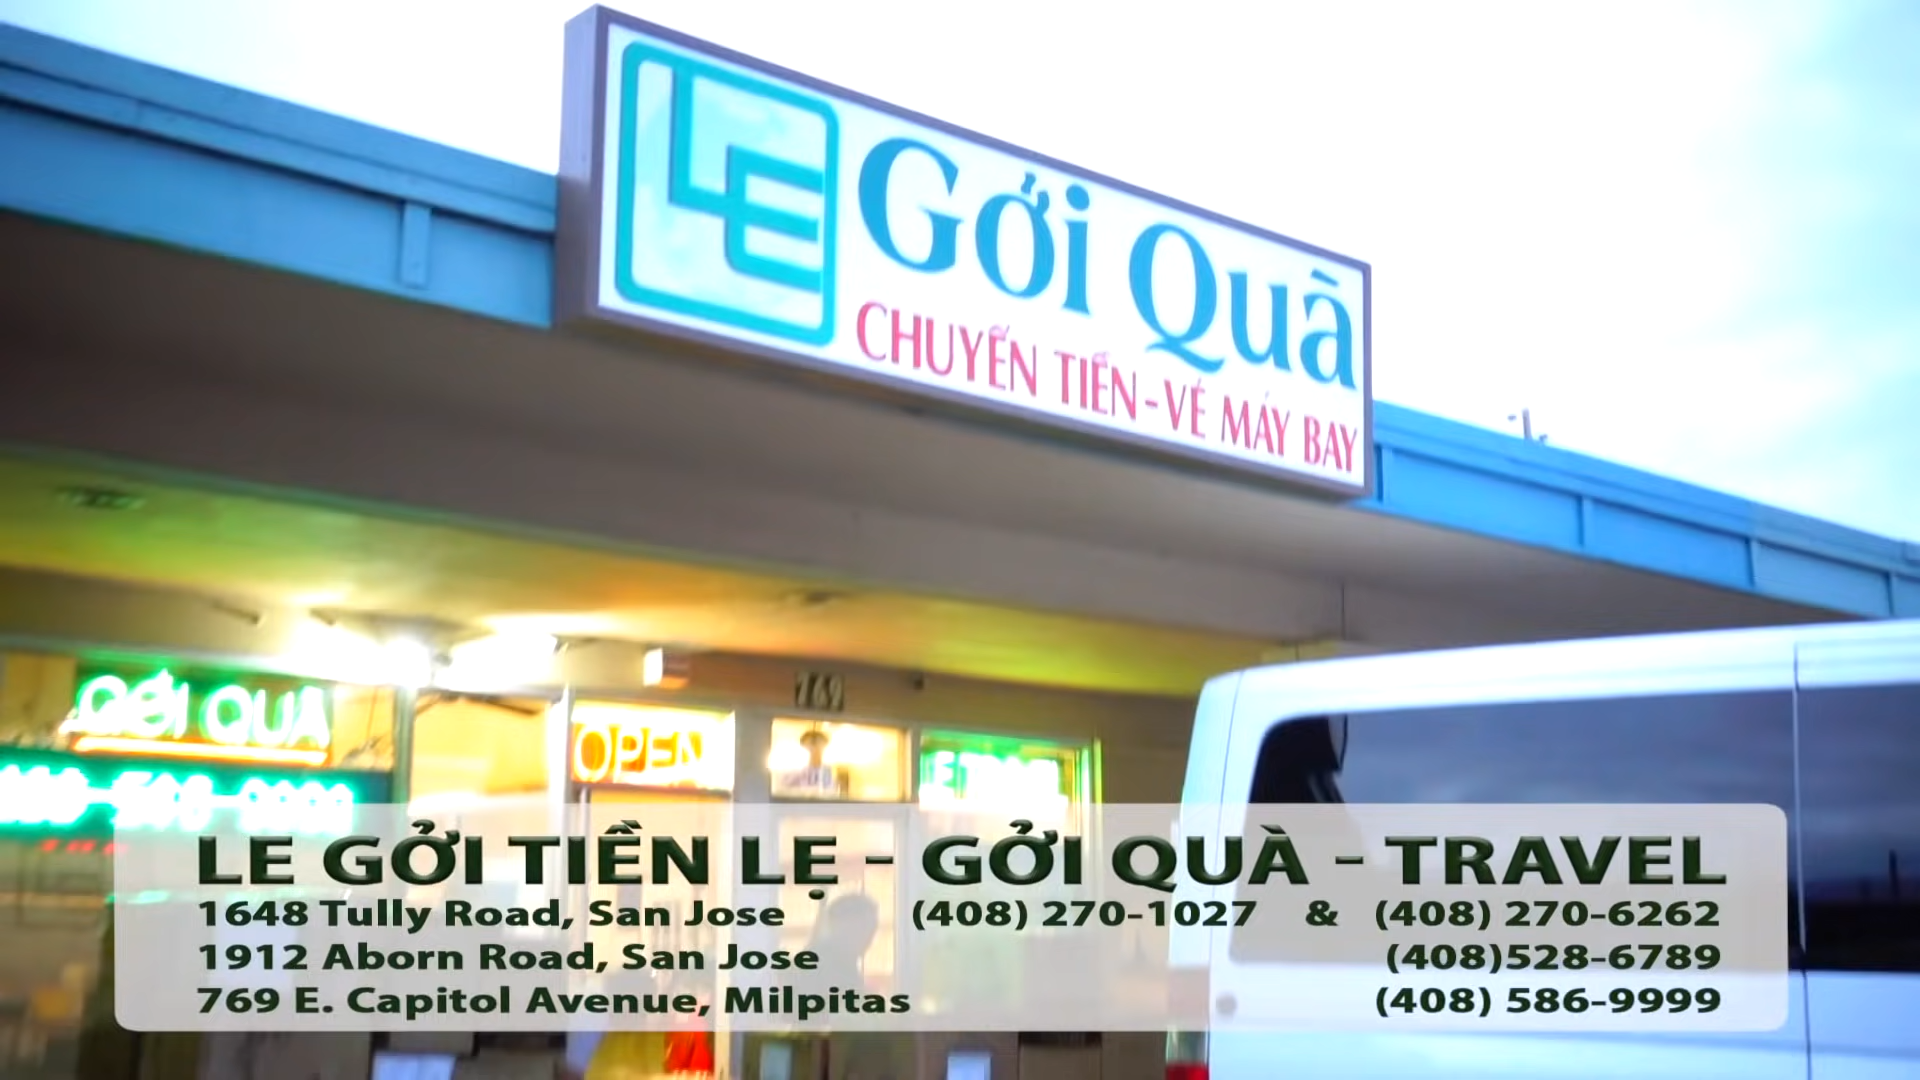 LE Gởi Quà
CHUYỂN TIỀN-VÉ MÁY BAY
GỞI QUÀ
OPEN
769
LE GỞI TIỀN LẸ - GỞI QUÀ - TRAVEL
1648 Tully Road, San Jose (408) 270-1027 & (408) 270-6262
1912 Aborn Road, San Jose (408)528-6789
769 E. Capitol Avenue, Milpitas (408) 586-9999